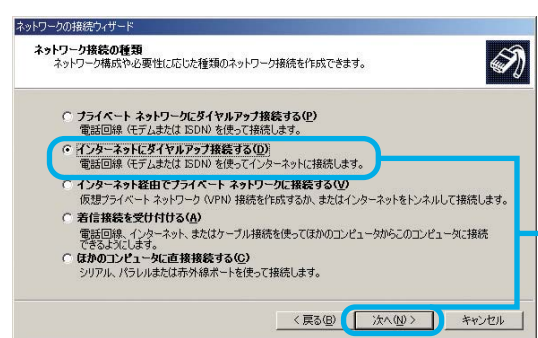 ネットワークの接続ウィザード
ネットワーク接続の種類
ネットワーク構成や必要性に応じた種類のネットワーク接続を作成できます。
プライベート ネットワークにダイヤルアップ接続する(P)
電話回線 (モデムまたは ISDN) を使って接続します。
インターネットにダイヤルアップ接続する(D)
電話回線 (モデムまたは ISDN) を使ってインターネットに接続します。
インターネット経由でプライベート ネットワークに接続する(V)
仮想プライベート ネットワーク (VPN) 接続を作成するか、またはインターネットをトンネルして接続します。
着信接続を受け付ける(A)
電話回線、インターネット、またはケーブル接続を使ってほかのコンピュータからこのコンピュータに接続
できるようにします。
ほかのコンピュータに直接接続する(C)
シリアル、パラレルまたは赤外線ポートを使って接続します。
< 戻る(B) 次へ(N) > キャンセル